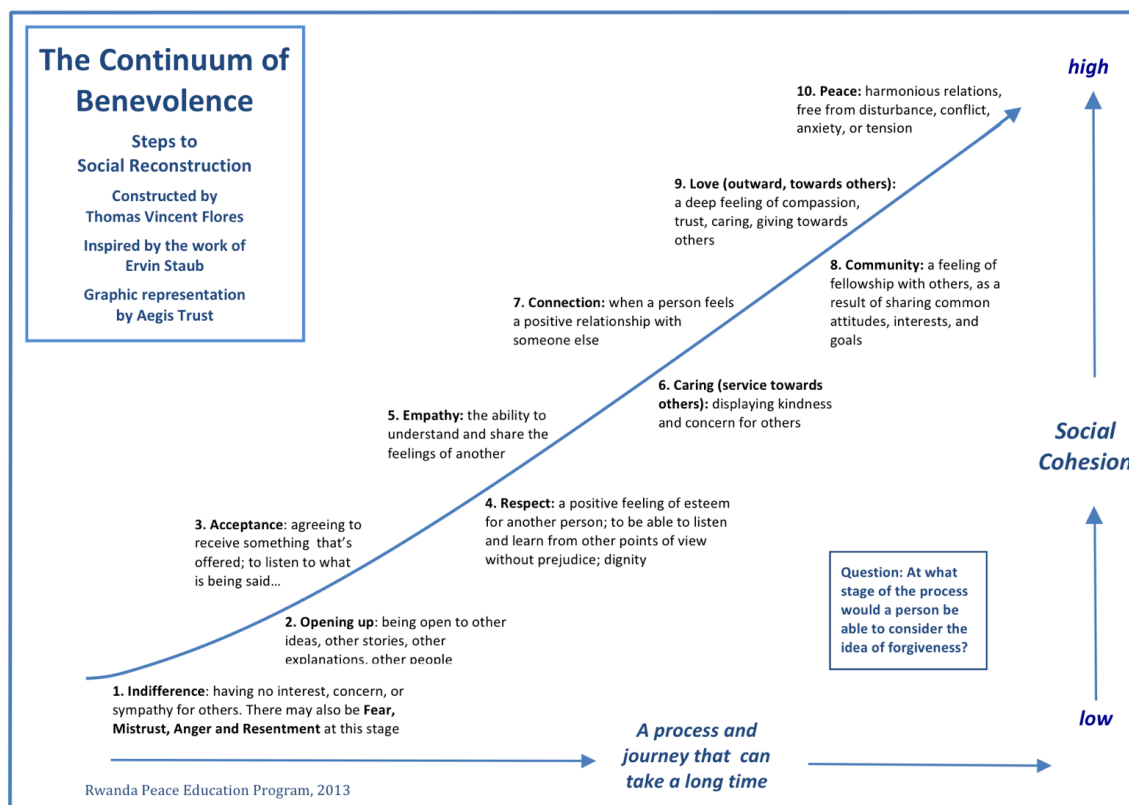 The Continuum of
Benevolence
Steps to
Social Reconstruction
Constructed by
Thomas Vincent Flores
Inspired by the work of
Ervin Staub
Graphic representation
by Aegis Trust
high
10. Peace: harmonious relations,
free from disturbance, conflict,
anxiety, or tension
9. Love (outward, towards others):
a deep feeling of compassion,
trust, caring, giving towards
others
8. Community: a feeling of
fellowship with others, as a
result of sharing common
attitudes, interests, and
goals
7. Connection: when a person feels
a positive relationship with
someone else
6. Caring (service towards
others): displaying kindness
and concern for others
5. Empathy: the ability to
understand and share the
feelings of another
Social
Cohesion
4. Respect: a positive feeling of esteem
for another person; to be able to listen
and learn from other points of view
without prejudice; dignity
3. Acceptance: agreeing to
receive something that's
offered; to listen to what
is being said…
Question: At what
stage of the process
would a person be
able to consider the
idea of forgiveness?
2. Opening up: being open to other
ideas, other stories, other
explanations, other people
1. Indifference: having no interest, concern, or
sympathy for others. There may also be Fear,
Mistrust, Anger and Resentment at this stage
low
A process and
journey that can
take a long time
Rwanda Peace Education Program, 2013